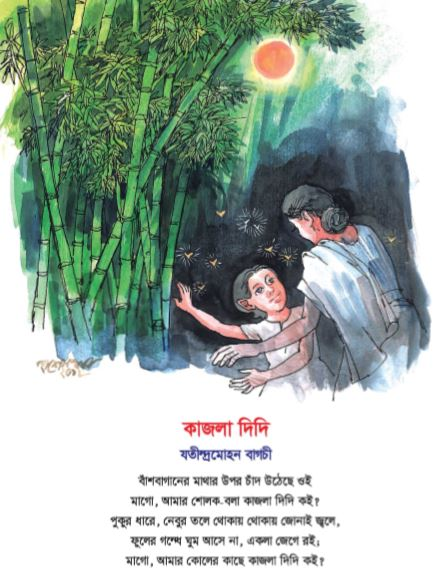 কাজলা দিদি
যতীন্দ্রমোহন বাগচী
বাঁশবাগানের মাথার উপর চাঁদ উঠেছে ওই
মাগো, আমার শোলক-বলা কাজলা দিদি কই?
পুকুর ধারে, নেবুর তলে থোকায় থোকায় জোনাই জ্বলে,
ফুলের গন্ধে ঘুম আসে না, একলা জেগে রই;
মাগো, আমার কোলের কাছে কাজলা দিদি কই?